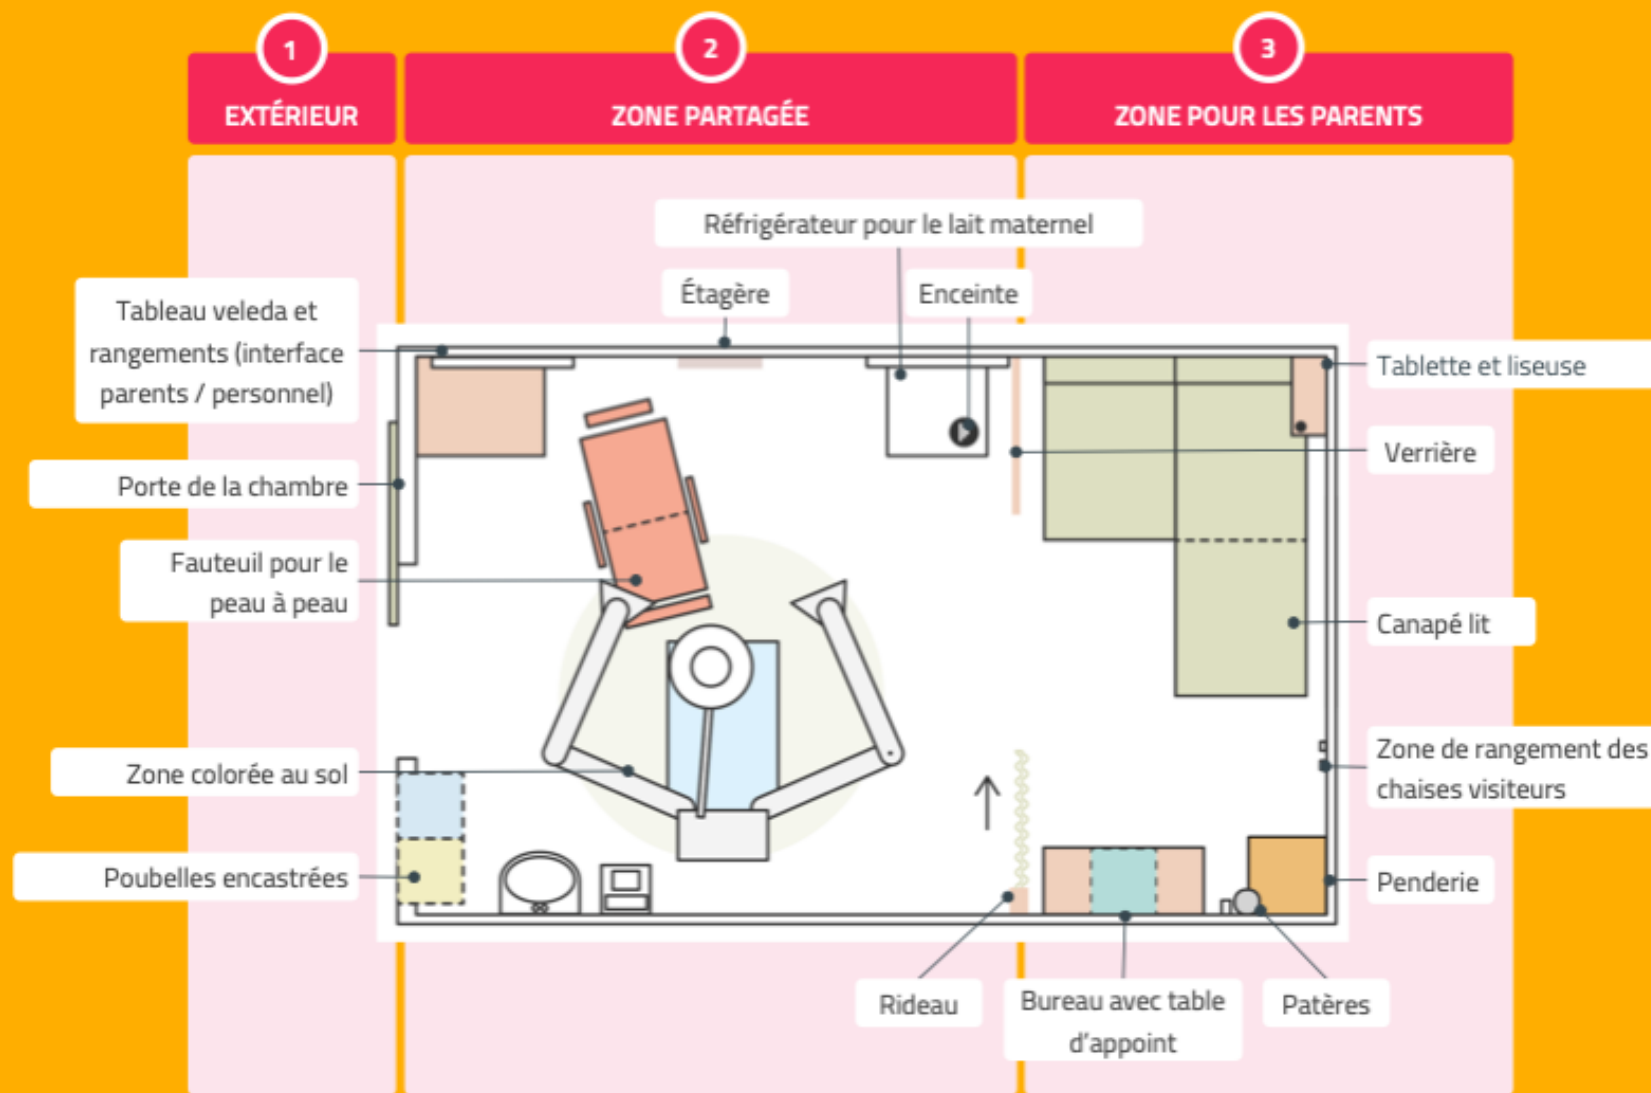 1
EXTÉRIEUR
2
ZONE PARTAGÉE
3
ZONE POUR LES PARENTS
Réfrigérateur pour le lait maternel
Étagère
Enceinte
Tableau veleda et
rangements (interface
parents / personnel)
Porte de la chambre
Fauteuil pour le
peau à peau
Zone colorée au sol
Poubelles encastrées
Tablette et liseuse
Verrière
Canapé lit
Zone de rangement des
chaises visiteurs
Penderie
Rideau
Bureau avec table
d'appoint
Patères